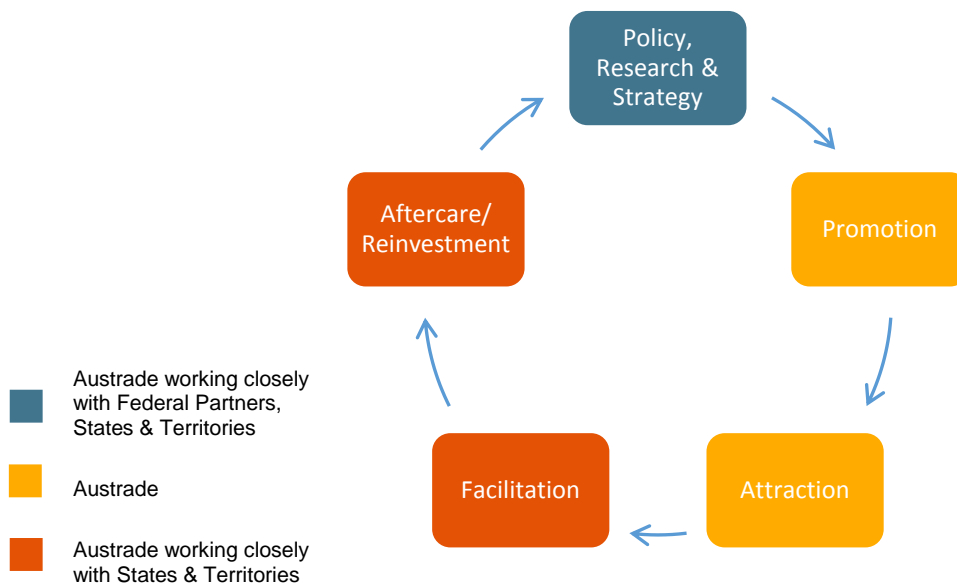 Policy,
Research &
Strategy
Aftercare/
Reinvestment
Promotion
Austrade working closely
with Federal Partners,
States & Territories
Facilitation
Attraction
Austrade
Austrade working closely
with States & Territories